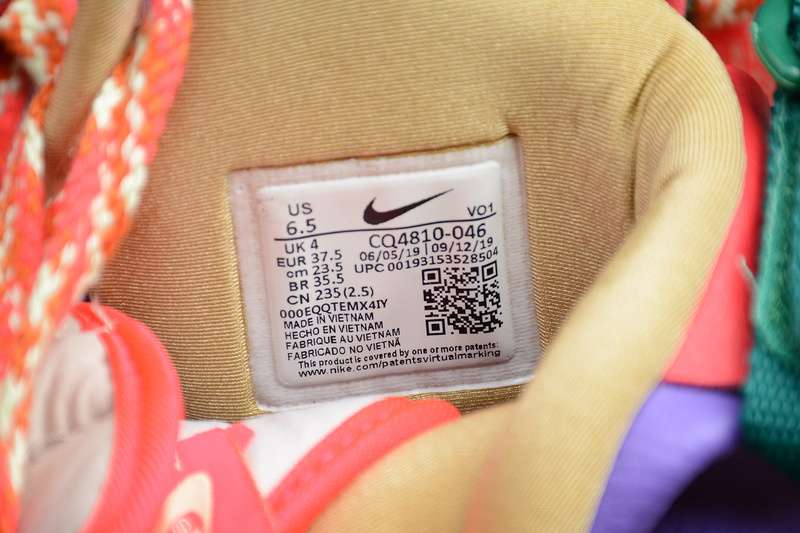 US
6.5
V01
UK 4
CQ4810-046
EUR 37.5
06/05/19 | 09/12/19
cm 23.5
UPC 00193153528504
BR 35.5
CN 235(2.5)
000EQQTEMX4IY
MADE IN VIETNAM
HECHO EN VIETNAM
FABRIQUE AU VIETNAM
FABRICADO NO VIETNÃ
This product is covered by one or more patents:
www.nike.com/patentsvirtualmarking